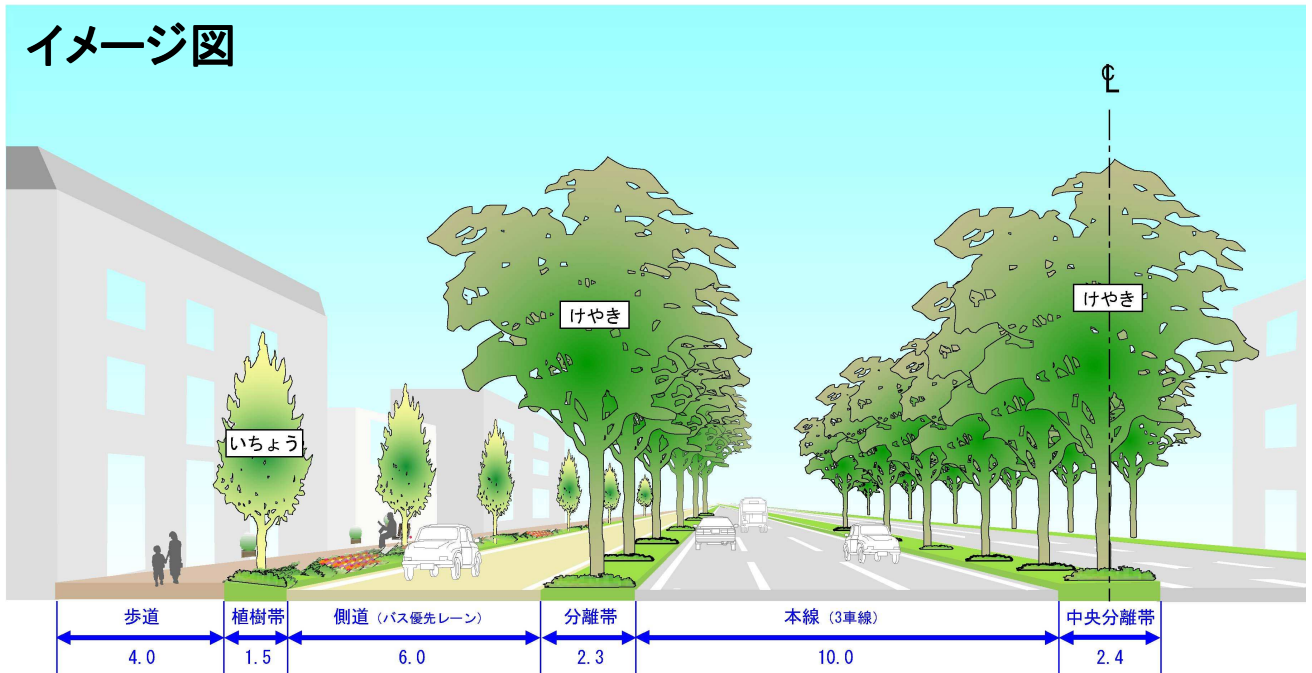 イメージ図
℄
けやき
けやき
いちょう
歩道
植樹帯
側道（バス優先レーン）
分離帯
本線（3車線）
中央分離帯
4.0
1.5
6.0
2.3
10.0
2.4